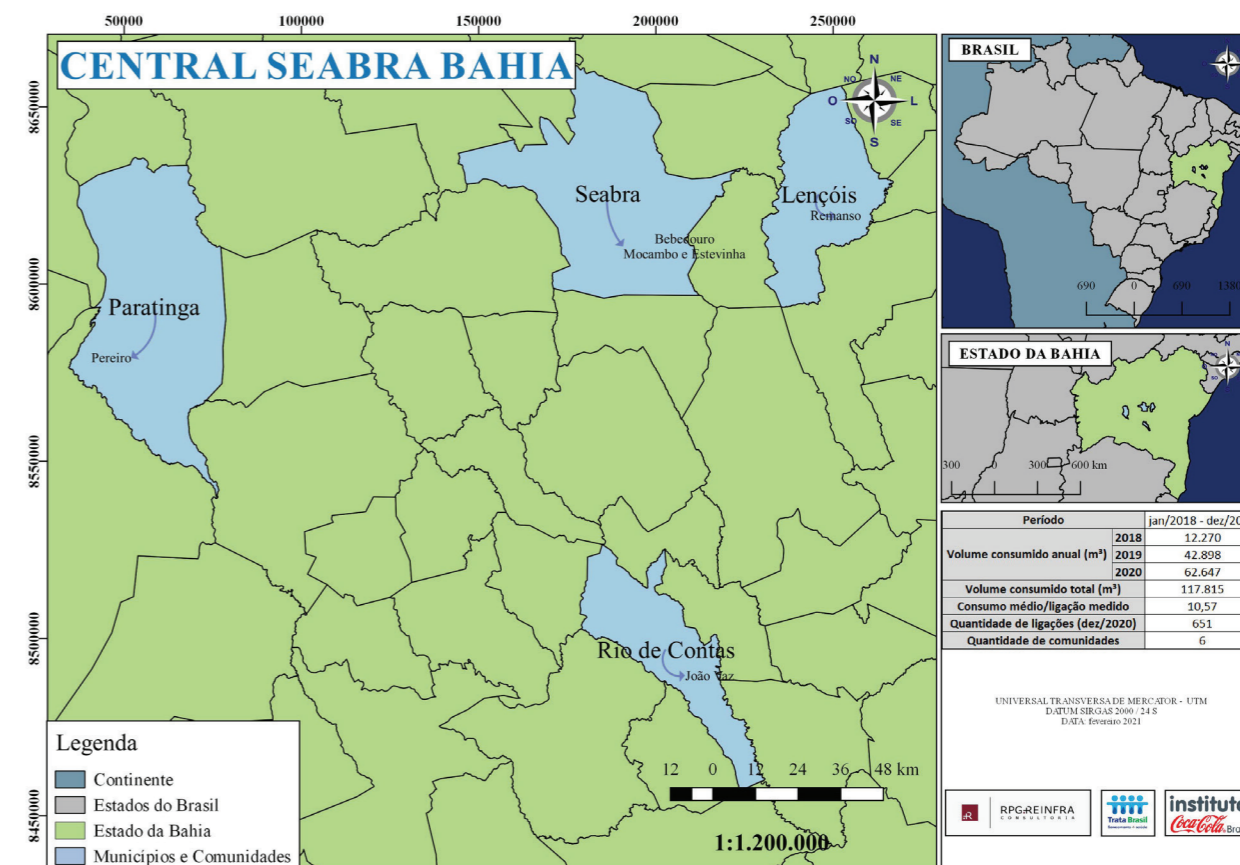 50000 100000 150000 200000 250000
CENTRAL SEABRA BAHIA
N
NO NE
O L
SO SE
S
8650000
8600000
8550000
8500000
8450000
Seabra
Bebedouro
Mocambo e Estevinha
Lençóis
Remanso
Paratinga
Pereiro
Rio de Contas
João Vaz
Legenda
Continente
Estados do Brasil
Estado da Bahia
Municípios e Comunidades
12 0 12 24 36 48 km
1:1.200.000
BRASIL
690 0 690 1380
ESTADO DA BAHIA
N
300 0 300 600 km
Período jan/2018 - dez/20
Volume consumido anual (m³) 2018 12.270
2019 42.898
2020 62.647
Volume consumido total (m³) 117.815
Consumo médio/ligação medido 10,57
Quantidade de ligações (dez/2020) 651
Quantidade de comunidades 6
UNIVERSAL TRANSVERSA DE MERCATOR - UTM
DATUM SIRGAS 2000 / 24 S
DATA: fevereiro 2021
RPG&REINFRA
CONSULTORIA
Trata Brasil
instituto
Coca-Cola Bra